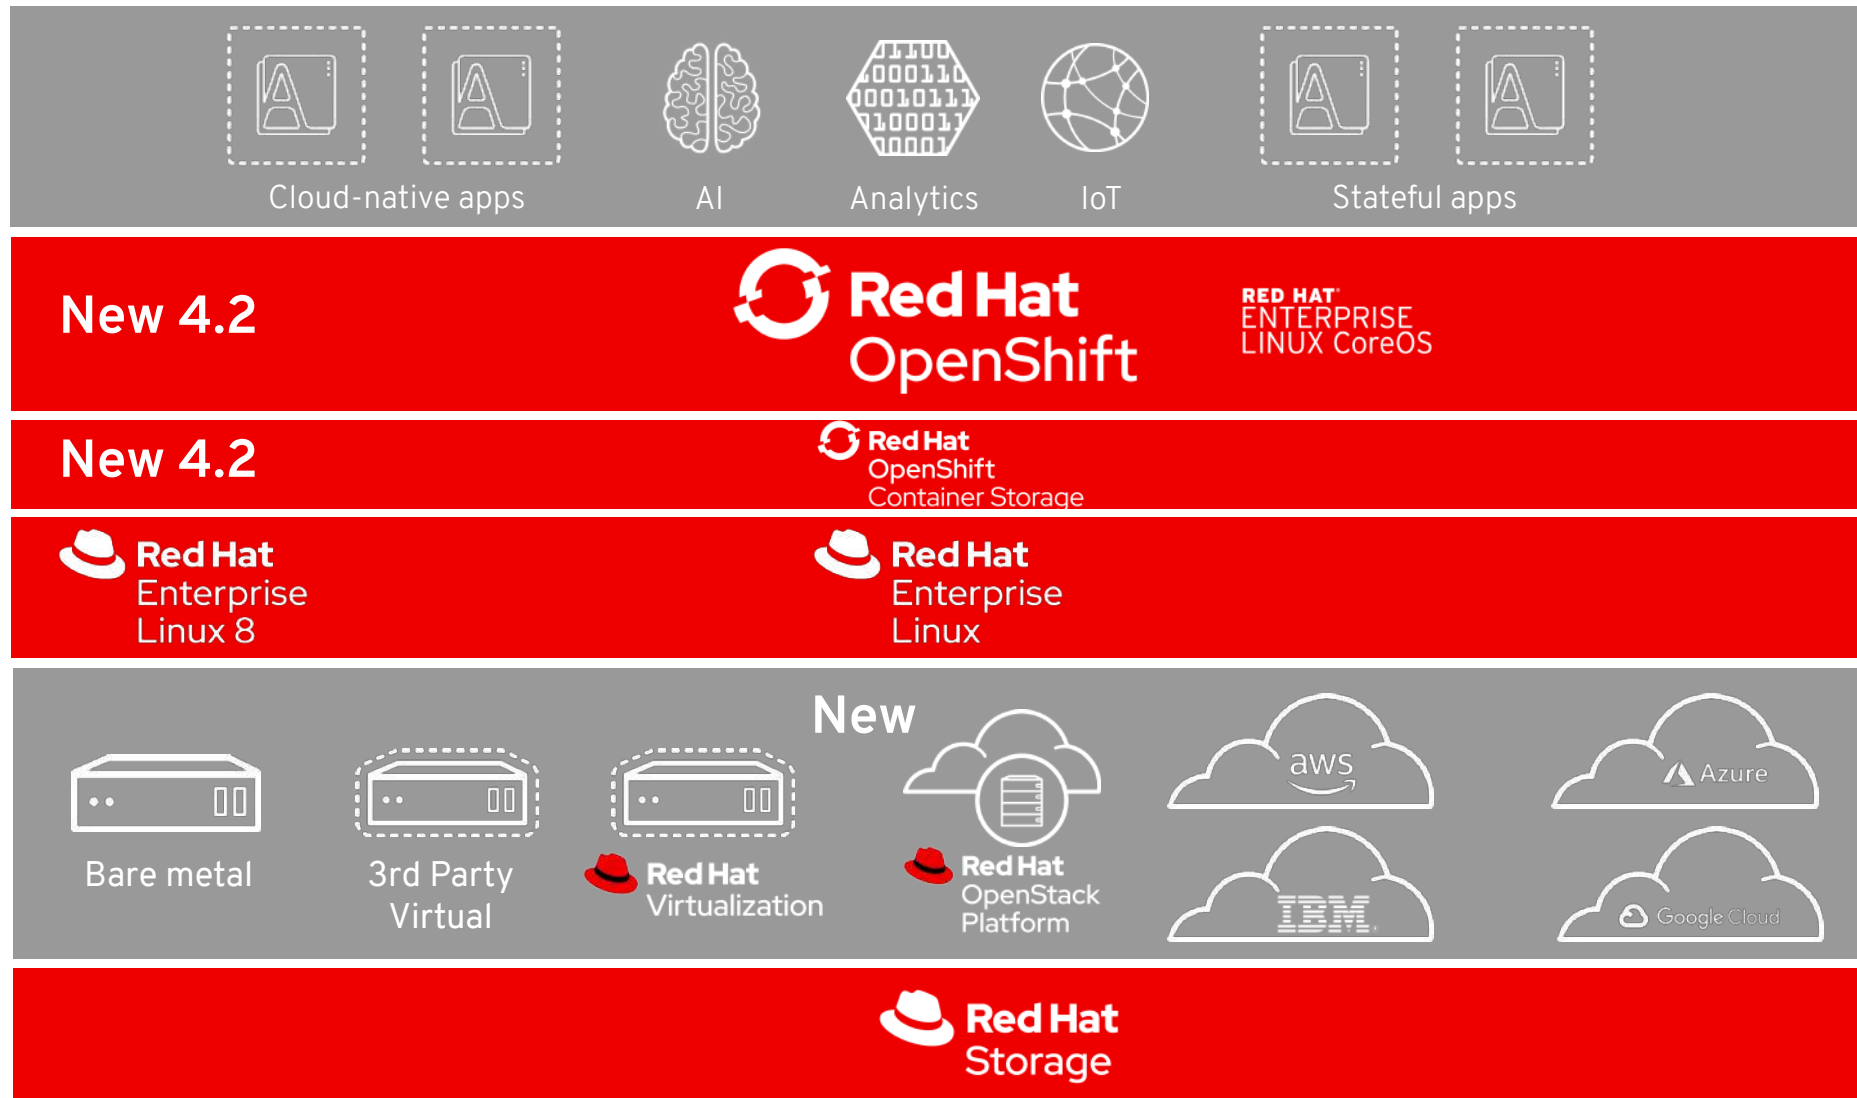 Cloud-native apps
AI
Analytics
IoT
Stateful apps
New 4.2
Red Hat
OpenShift
RED HAT®
ENTERPRISE
LINUX CoreOS
New 4.2
Red Hat
OpenShift
Container Storage
Red Hat
Enterprise
Linux 8
Red Hat
Enterprise
Linux
New
Bare metal
3rd Party
Virtual
Red Hat
Virtualization
Red Hat
OpenStack
Platform
aws
Azure
IBM®
Google Cloud
Red Hat
Storage